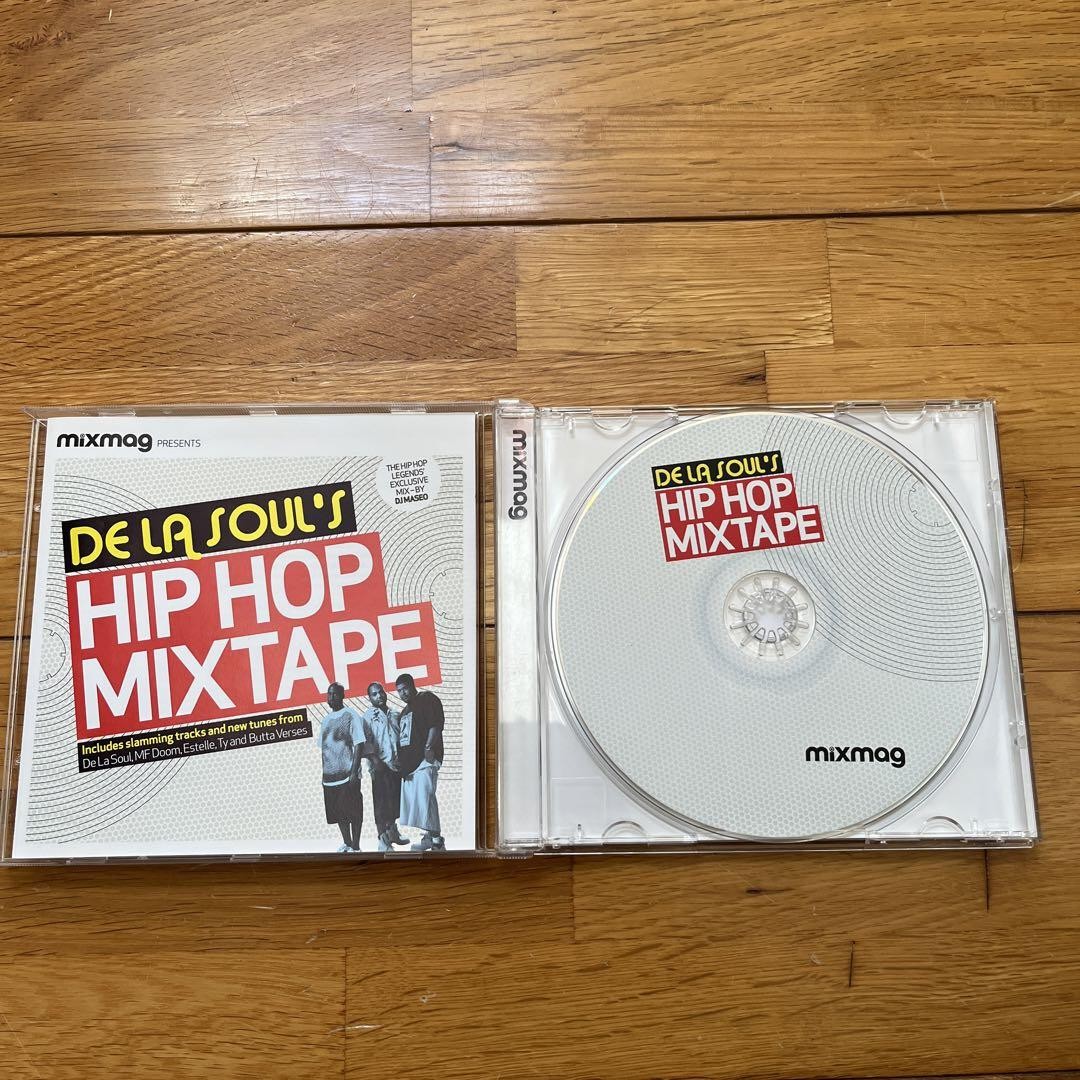 mixmag PRESENTS
THE HIP HOP
LEGENDS'
EXCLUSIVE
MIX – BY
DJ MASEO
DE LA SOUL'S
HIP HOP
MIXTAPE
Includes slamming tracks and new tunes from
De La Soul, MF Doom, Estelle, Ty and Butta Verses
mixmag
DE LA SOUL'S
HIP HOP
MIXTAPE
mixmag